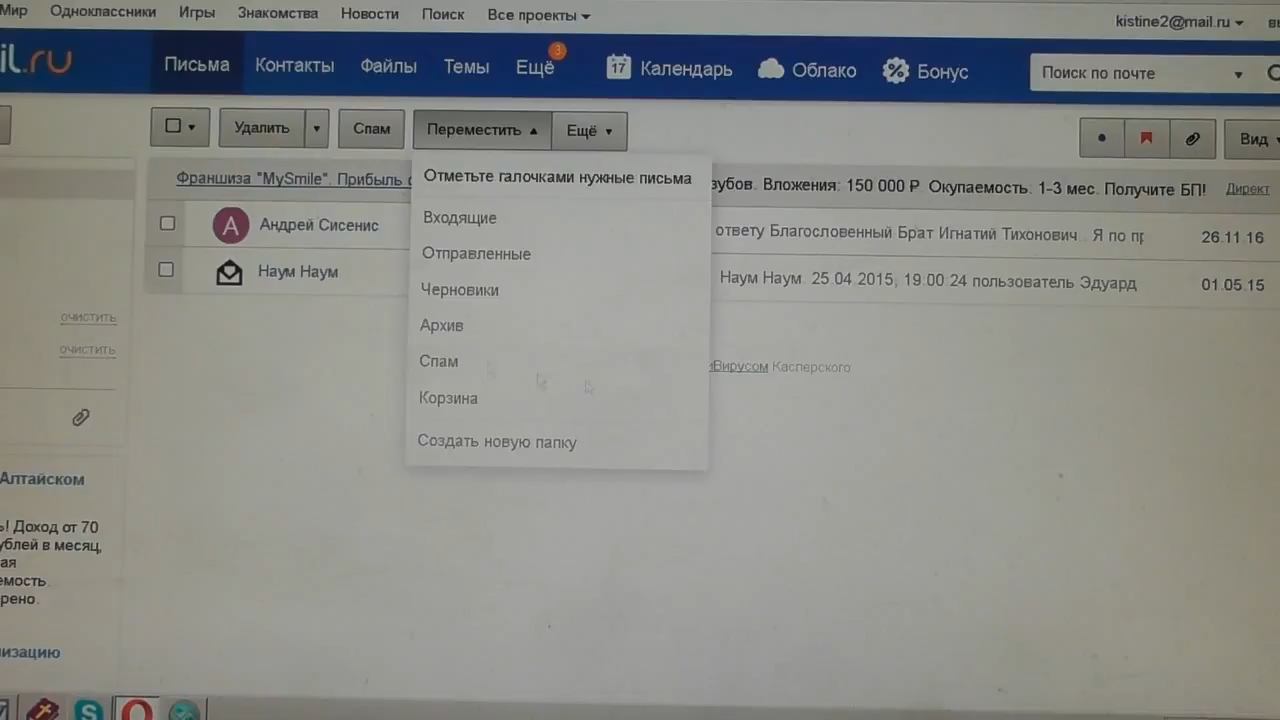 Мир Одноклассники Игры Знакомства Новости Поиск Все проекты kistine2@mail.ru
il.ru Письма Контакты Файлы Темы Ещё 3 17 Календарь Облако Бонус Поиск по почте
Удалить Спам Переместить Ещё Вид
Франшиза "MySmile". Прибыль зубов. Вложения: 150 000 ₽ Окупаемость: 1-3 мес. Получите БП! Директ
Отметьте галочками нужные письма
А Андрей Сисенис ответу Благословенный Брат Игнатий Тихонович. Я по пр 26.11.16
Наум Наум Наум Наум. 25.04.2015, 19:00:24 пользователь Эдуард 01.05.15
Входящие
Отправленные
Черновики
Архив
Спам
Корзина
Создать новую папку
иВирусом Касперского
очистить
очистить
Алтайском
ь! Доход от 70
ублей в месяц,
ая
емость.
рено.
изацию